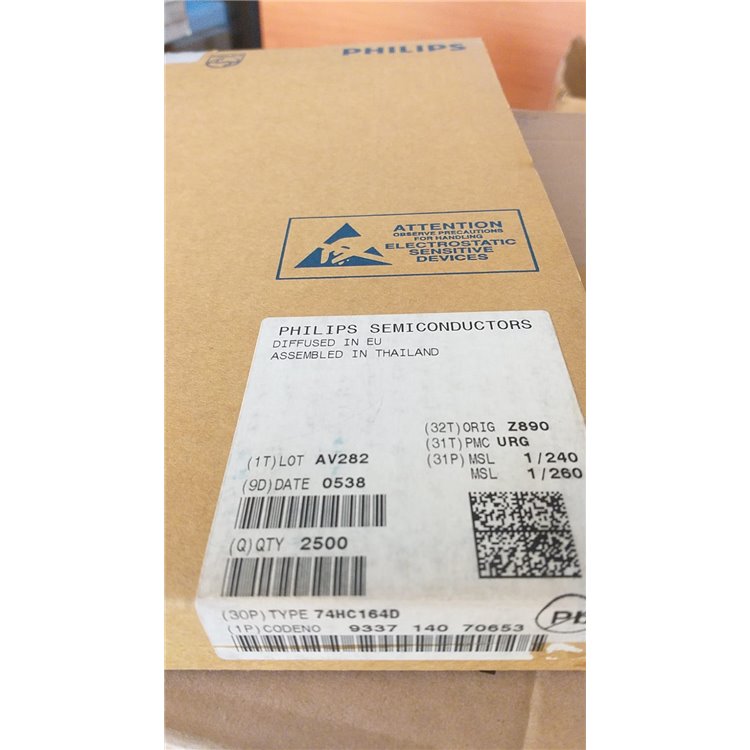 PHILIPS
ATTENTION
OBSERVE PRECAUTIONS
FOR HANDLING
ELECTROSTATIC
SENSITIVE
DEVICES
PHILIPS SEMICONDUCTORS
DIFFUSED IN EU
ASSEMBLED IN THAILAND
(32T)ORIG Z890
(31T)PMC URG
(1T)LOT AV282
(31P)MSL 1/240
MSL 1/260
(9D)DATE 0538
(Q)QTY 2500
(30P)TYPE 74HC164D
(1P)CODENO 9337 140 70653